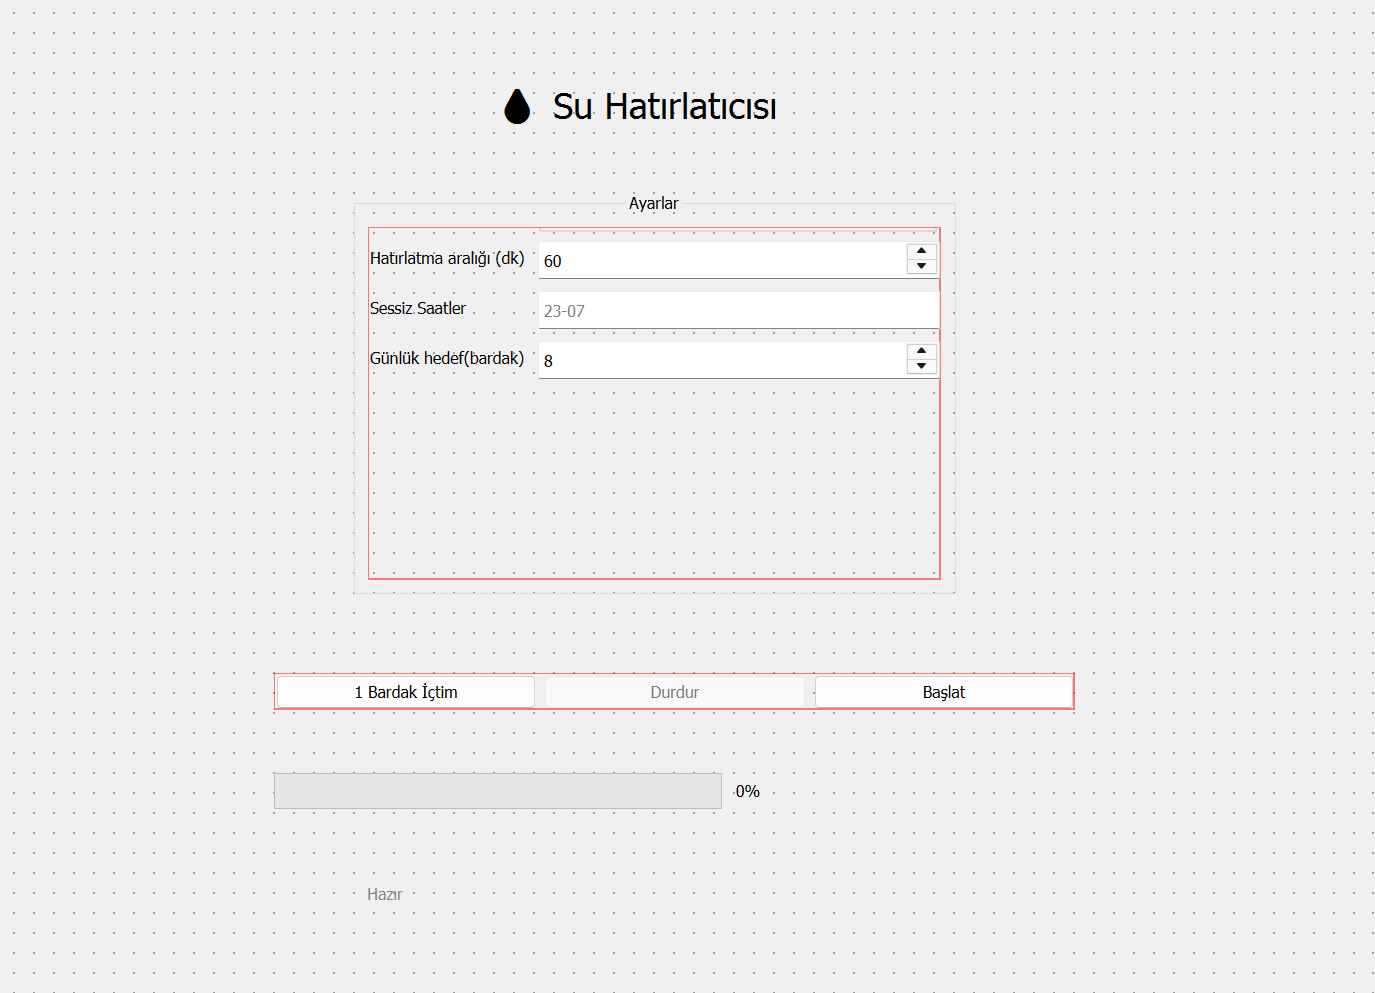 Su Hatırlatıcısı
Ayarlar
Hatırlatma aralığı (dk)
60
Sessiz Saatler
23-07
Günlük hedef(bardak)
8
1 Bardak İçtim
Durdur
Başlat
0%
Hazır